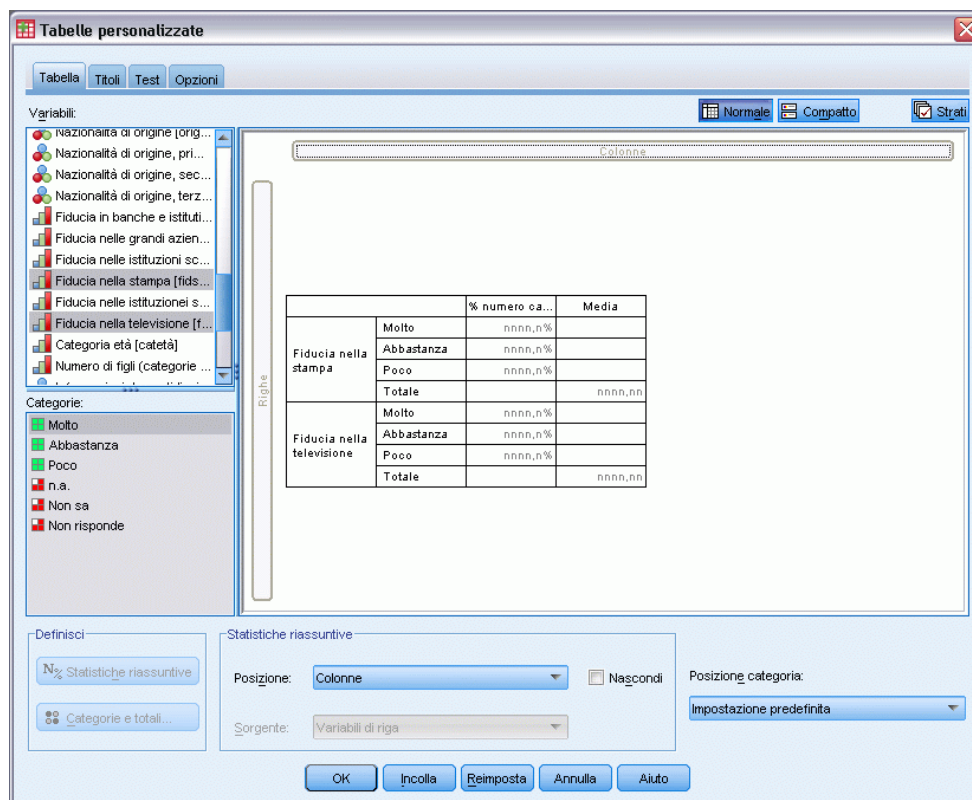 Tabelle personalizzate
Tabella Titoli Test Opzioni
Variabili:
Normale Compatto Strati
Nazionalità di origine [orig...
Nazionalità di origine, pri...
Nazionalità di origine, sec...
Nazionalità di origine, terz...
Fiducia in banche e istituti...
Fiducia nelle grandi azien...
Fiducia nelle istituzioni sc...
Fiducia nella stampa [fids...
Fiducia nelle istituzionei s...
Fiducia nella televisione [f...
Categoria età [catetà]
Numero di figli (categorie ...
Categorie:
Molto
Abbastanza
Poco
n.a.
Non sa
Non risponde
Colonne
Righe
% numero ca... Media
Fiducia nella stampa
Molto nnnn,n%
Abbastanza nnnn,n%
Poco nnnn,n%
Totale nnnn,nn
Fiducia nella televisione
Molto nnnn,n%
Abbastanza nnnn,n%
Poco nnnn,n%
Totale nnnn,nn
Definisci
N% Statistiche riassuntive
Categorie e totali...
Statistiche riassuntive
Posizione: Colonne Nascondi
Sorgente: Variabili di riga
Posizione categoria:
Impostazione predefinita
OK Incolla Reimposta Annulla Aiuto